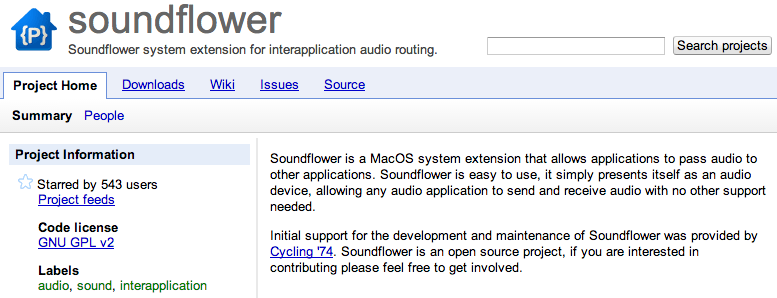 {P}
soundflower
Soundflower system extension for interapplication audio routing.
Search projects
Project Home
Downloads
Wiki
Issues
Source
Summary
People
Project Information
Starred by 543 users
Project feeds
Code license
GNU GPL v2
Labels
audio, sound, interapplication
Soundflower is a MacOS system extension that allows applications to pass audio to
other applications. Soundflower is easy to use, it simply presents itself as an audio
device, allowing any audio application to send and receive audio with no other support
needed.
Initial support for the development and maintenance of Soundflower was provided by
Cycling '74. Soundflower is an open source project, if you are interested in
contributing please feel free to get involved.